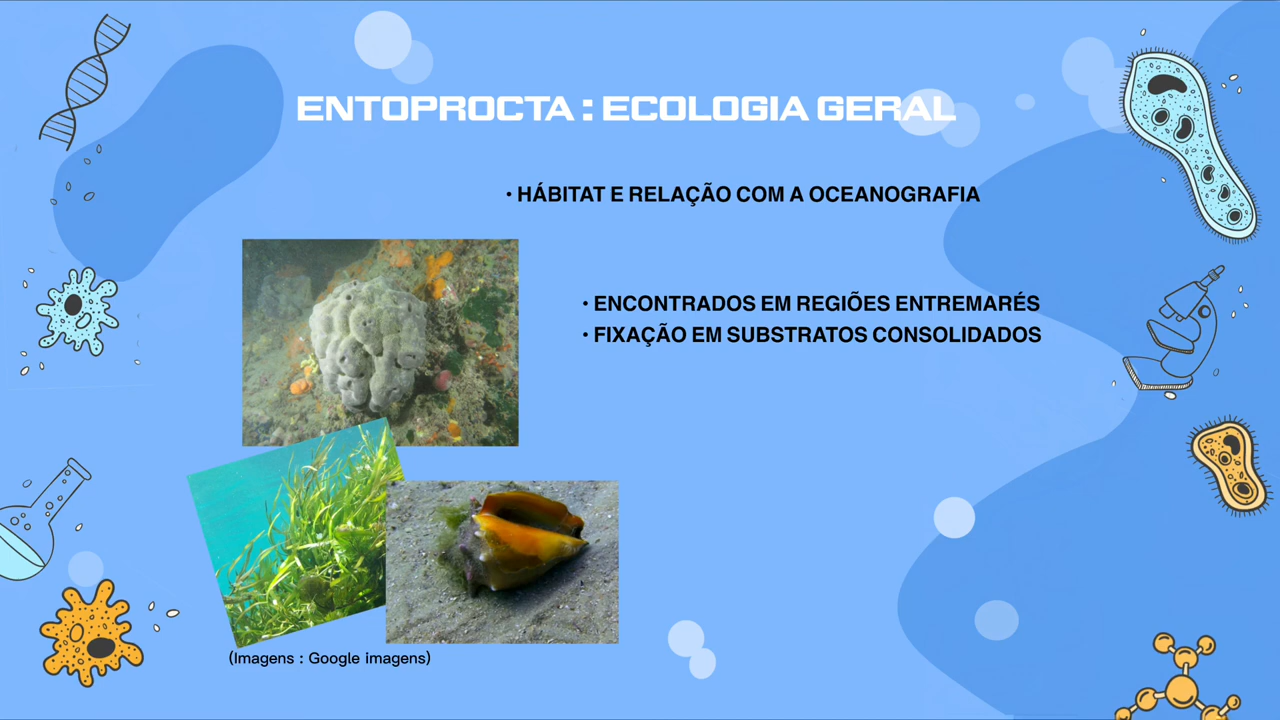 ENTOPROCTA : ECOLOGIA GERAL
• HÁBITAT E RELAÇÃO COM A OCEANOGRAFIA
• ENCONTRADOS EM REGIÕES ENTREMARÉS
• FIXAÇÃO EM SUBSTRATOS CONSOLIDADOS
(Imagens : Google imagens)